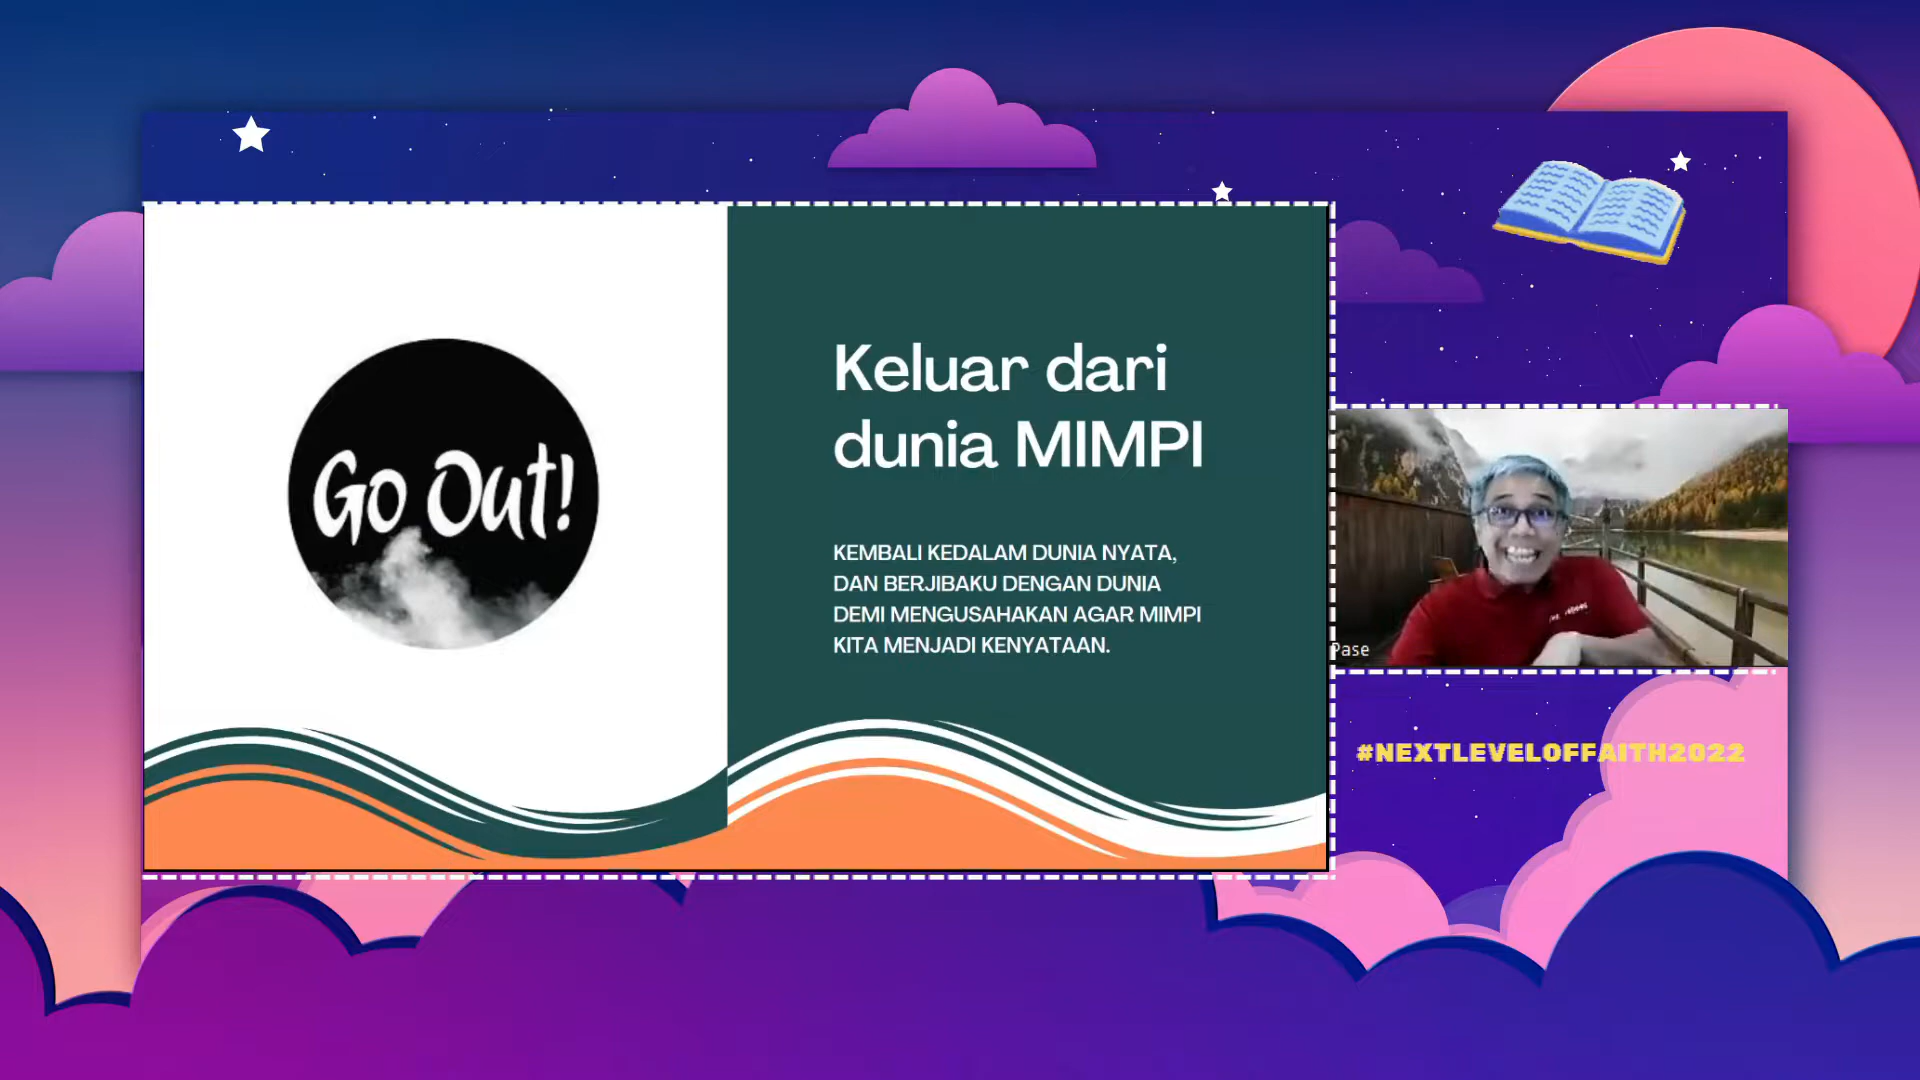 Go Out!
Keluar dari
dunia MIMPI
KEMBALI KEDALAM DUNIA NYATA,
DAN BERJIBAKU DENGAN DUNIA
DEMI MENGUSAHAKAN AGAR MIMPI
KITA MENJADI KENYATAAN.
Pase
#NEXTLEVELOFFAITH2022